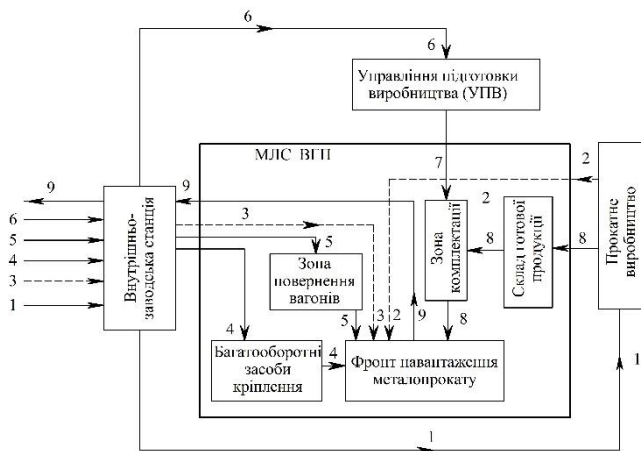 6
6
Управління підготовки
виробництва (УПВ)
МЛС ВГП
7
2
9
9
3
2
6
5
4
3
1
Внутрішньо-
заводська станція
5
Зона
повернення
вагонів
Зона
комплектації
8
Склад готової
продукції
8
Прокатне
виробництво
4
5
3
2
9
8
Багатооборотні
засоби
кріплення
4
Фронт навантаження
металопрокату
1
1